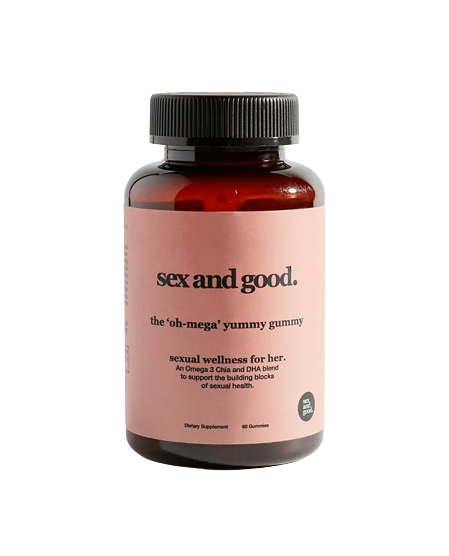 sex and good.
the ‘oh-mega’ yummy gummy
sexual wellness for her.
An Omega 3 Chia and DHA blend
to support the building blocks
of sexual health.
sex
and
good.
Dietary Supplement 60 Gummies